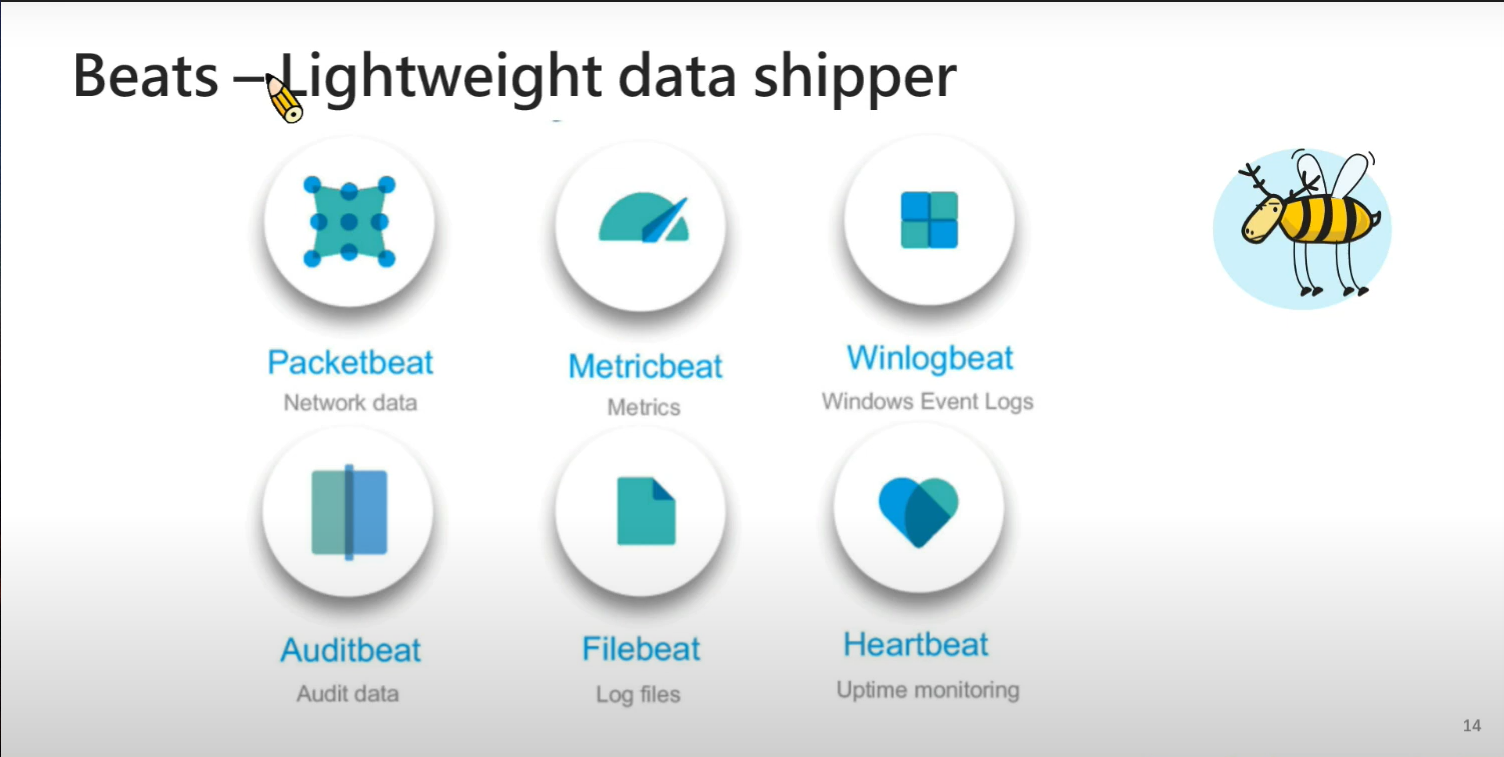 Beats – Lightweight data shipper
Packetbeat
Network data
Metricbeat
Metrics
Winlogbeat
Windows Event Logs
Auditbeat
Audit data
Filebeat
Log files
Heartbeat
Uptime monitoring
14